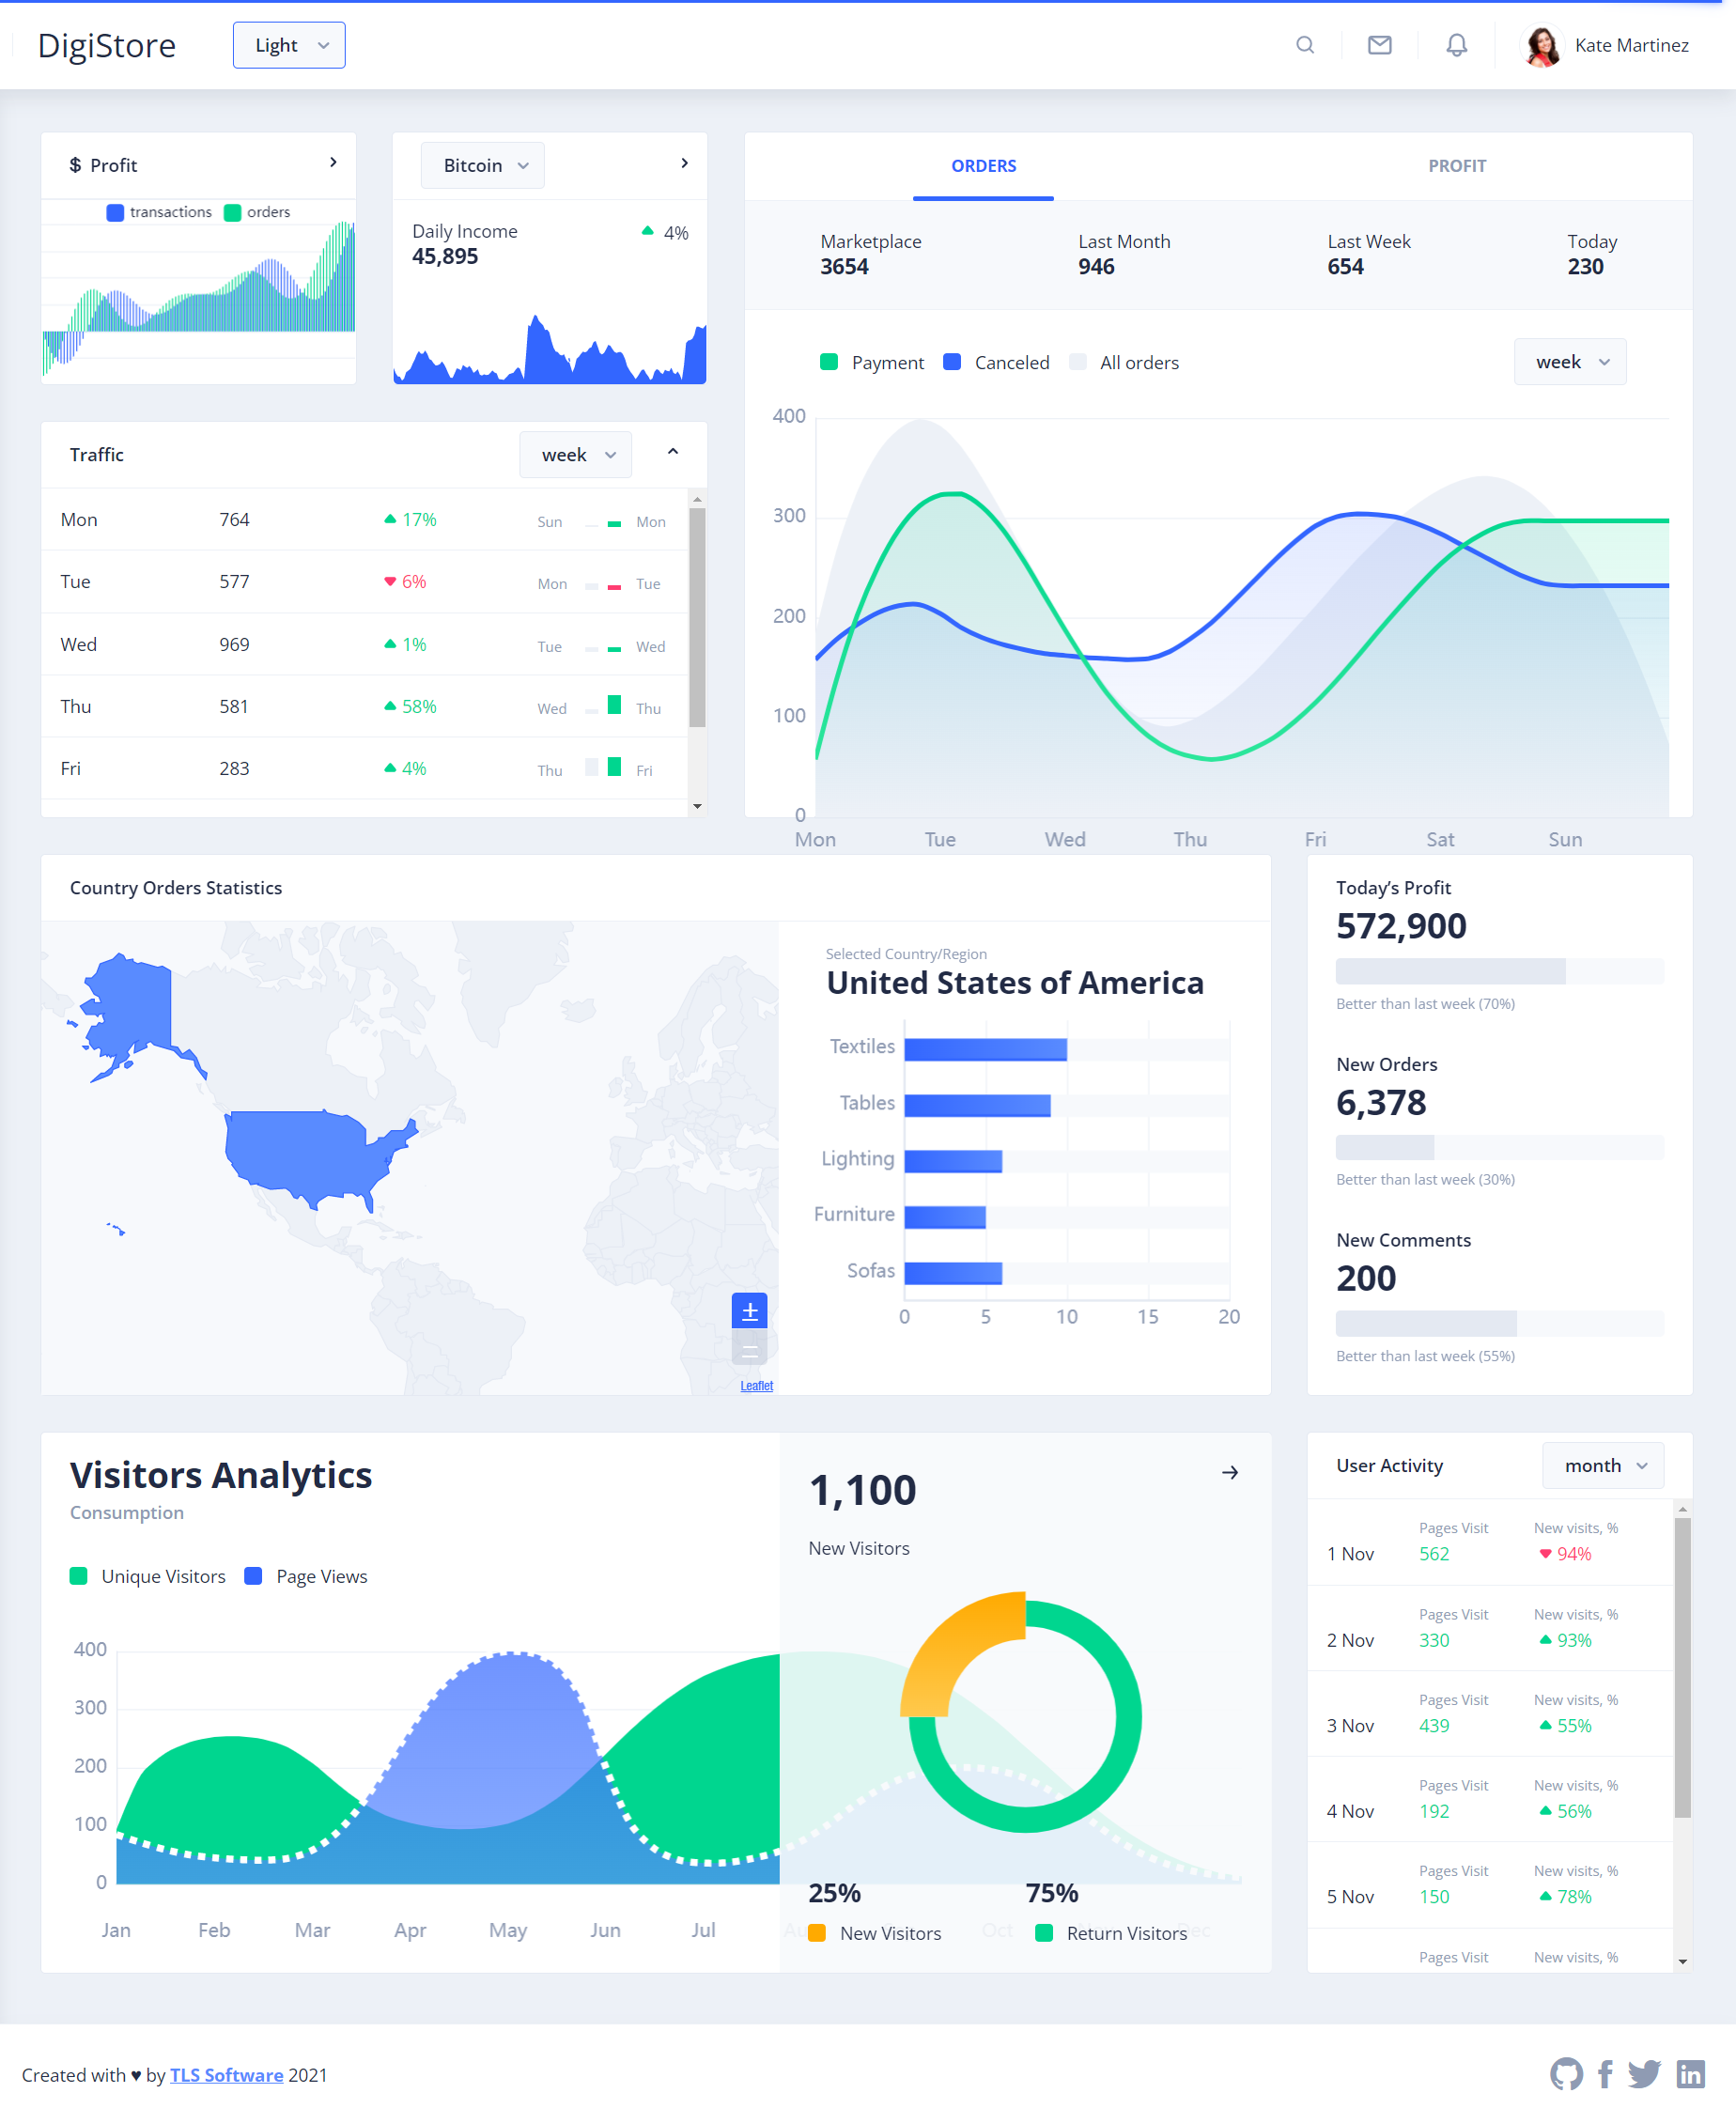 DigiStore
Light
Kate Martinez
$ Profit
transactions orders
Bitcoin
Daily Income
45,895
4%
ORDERS PROFIT
Marketplace Last Month Last Week Today
3654 946 654 230
Payment Canceled All orders
week
400
300
200
100
0
Mon Tue Wed Thu Fri Sat Sun
Traffic
week
Mon 764 17% Sun Mon
Tue 577 6% Mon Tue
Wed 969 1% Tue Wed
Thu 581 58% Wed Thu
Fri 283 4% Thu Fri
Country Orders Statistics
Leaflet
Selected Country/Region
United States of America
Textiles
Tables
Lighting
Furniture
Sofas
0 5 10 15 20
Today’s Profit
572,900
Better than last week (70%)
New Orders
6,378
Better than last week (30%)
New Comments
200
Better than last week (55%)
Visitors Analytics
Consumption
Unique Visitors Page Views
400
300
200
100
0
Jan Feb Mar Apr May Jun Jul
Oct
1,100
New Visitors
25% 75%
New Visitors Return Visitors
User Activity
month
Pages Visit New visits, %
1 Nov 562 94%
Pages Visit New visits, %
2 Nov 330 93%
Pages Visit New visits, %
3 Nov 439 55%
Pages Visit New visits, %
4 Nov 192 56%
Pages Visit New visits, %
5 Nov 150 78%
Pages Visit New visits, %
Created with ♥ by TLS Software 2021